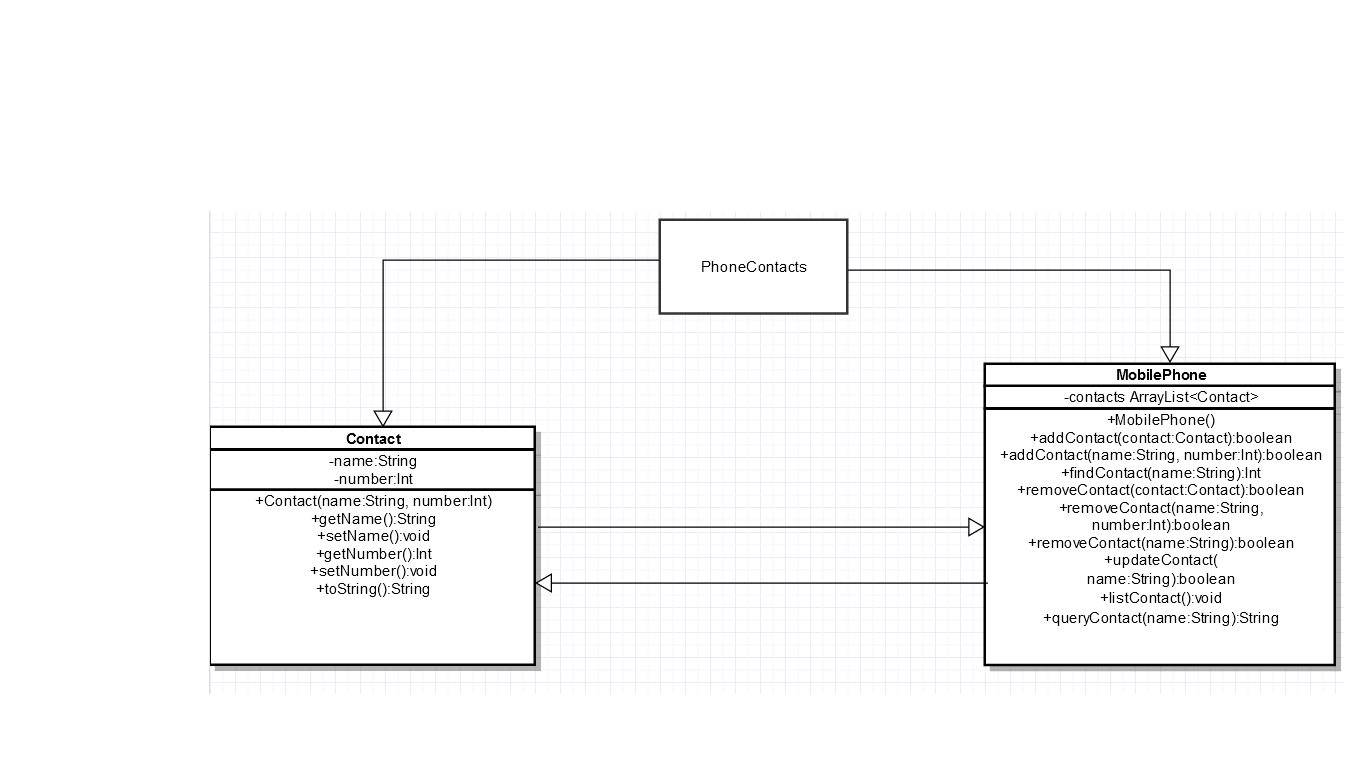 PhoneContacts
Contact
-name:String
-number:Int
+Contact(name:String, number:Int)
+getName():String
+setName():void
+getNumber():Int
+setNumber():void
+toString():String
MobilePhone
-contacts ArrayList<Contact>
+MobilePhone()
+addContact(contact:Contact):boolean
+addContact(name:String, number:Int):boolean
+findContact(name:String):Int
+removeContact(contact:Contact):boolean
+removeContact(name:String,
number:Int):boolean
+removeContact(name:String):boolean
+updateContact(
name:String):boolean
+listContact():void
+queryContact(name:String):String